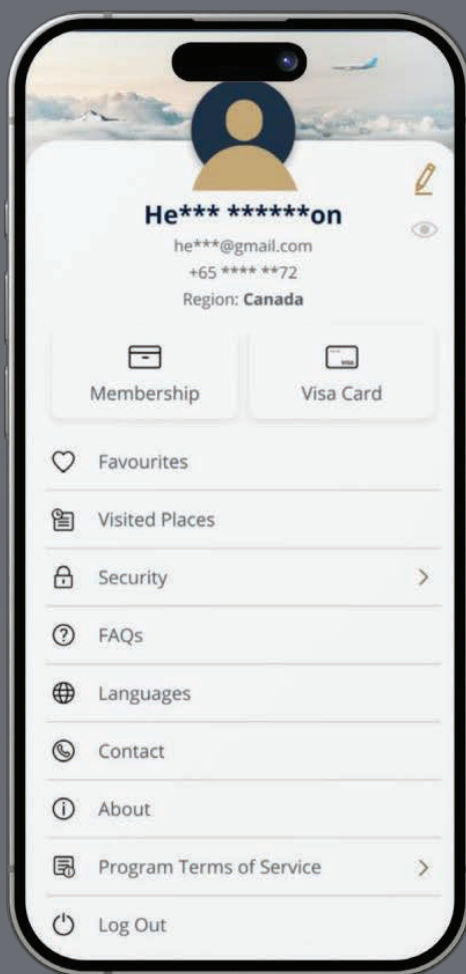 He*** ******on
he***@gmail.com
+65 **** **72
Region: Canada
Membership
Visa Card
Favourites
Visited Places
Security
FAQs
Languages
Contact
About
Program Terms of Service
Log Out